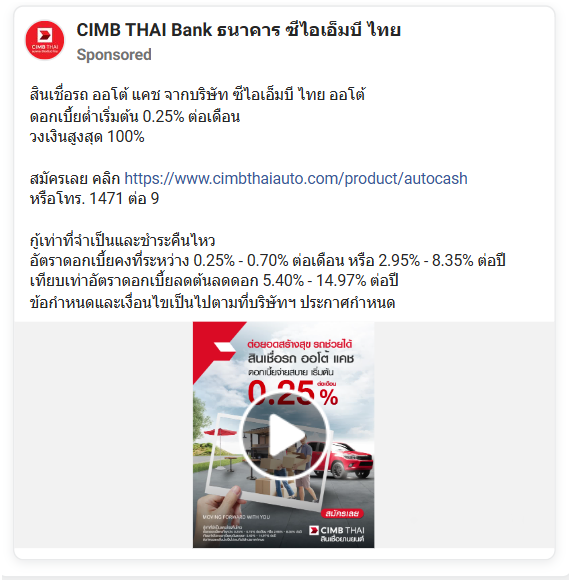 CIMB THAI Bank ธนาคาร ซีไอเอ็มบี ไทย
Sponsored
CIMB THAI
สินเชื่อรถ ออโต้ แคช จากบริษัท ซีไอเอ็มบี ไทย ออโต้
ดอกเบี้ยต่ำเริ่มต้น 0.25% ต่อเดือน
วงเงินสูงสุด 100%
สมัครเลย คลิก https://www.cimbthaiauto.com/product/autocash
หรือโทร. 1471 ต่อ 9
กู้เท่าที่จำเป็นและชำระคืนไหว
อัตราดอกเบี้ยคงที่ระหว่าง 0.25% - 0.70% ต่อเดือน หรือ 2.95% - 8.35% ต่อปี
เทียบเท่าอัตราดอกเบี้ยลดต้นลดดอก 5.40% - 14.97% ต่อปี
ข้อกำหนดและเงื่อนไขเป็นไปตามที่บริษัทฯ ประกาศกำหนด
ต่อยอดสร้างสุข รถช่วยได้
สินเชื่อรถ ออโต้ แคช
ดอกเบี้ยจ่ายสบาย เริ่มต้น
ต่อเดือน
0.25%
สมัครเลย
MOVING FORWARD WITH YOU
CIMB THAI
สินเชื่อยานยนต์